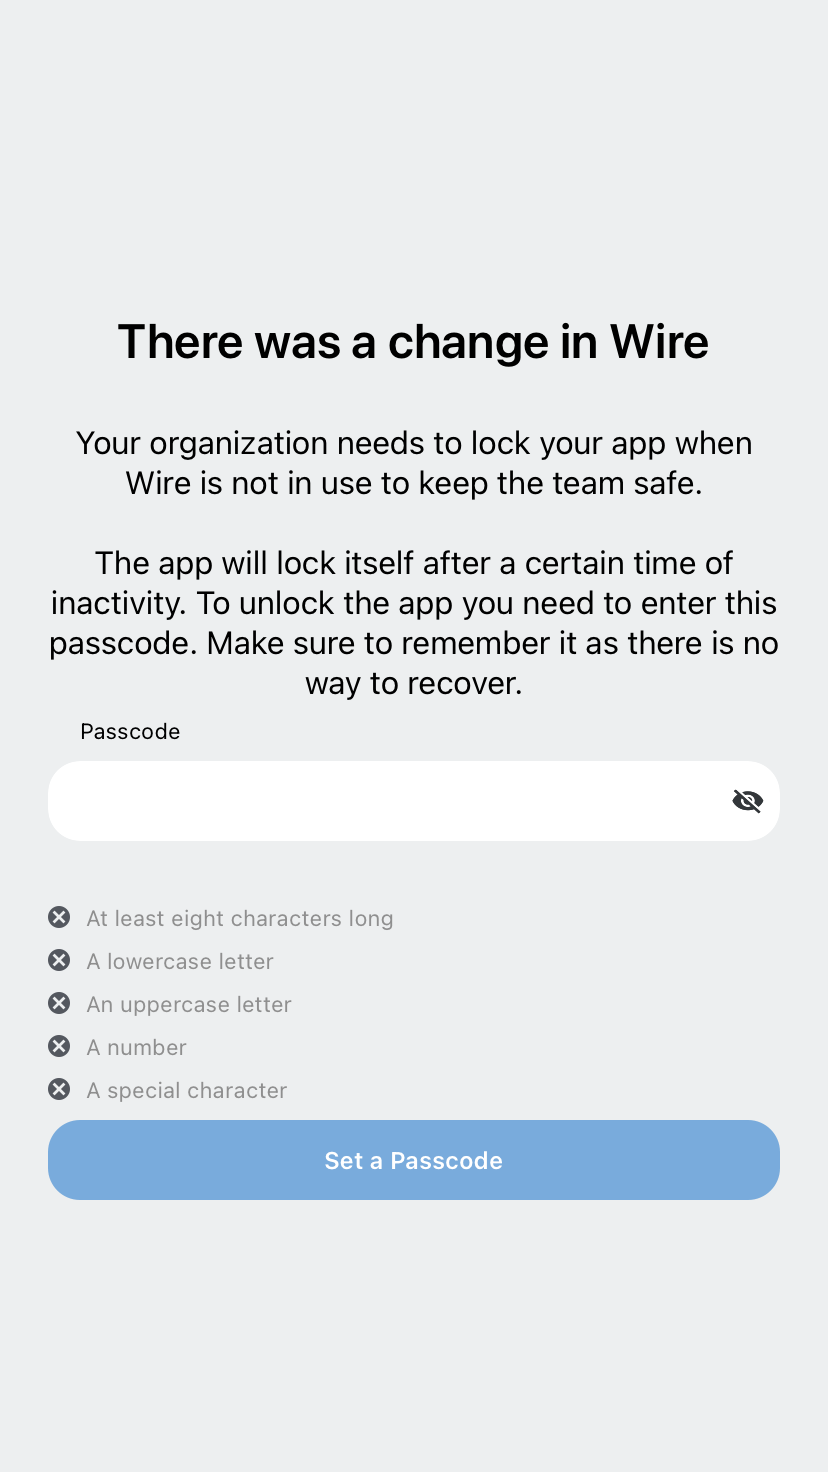 There was a change in Wire
Your organization needs to lock your app when
Wire is not in use to keep the team safe.
The app will lock itself after a certain time of
inactivity. To unlock the app you need to enter this
passcode. Make sure to remember it as there is no
way to recover.
Passcode
At least eight characters long
A lowercase letter
An uppercase letter
A number
A special character
Set a Passcode